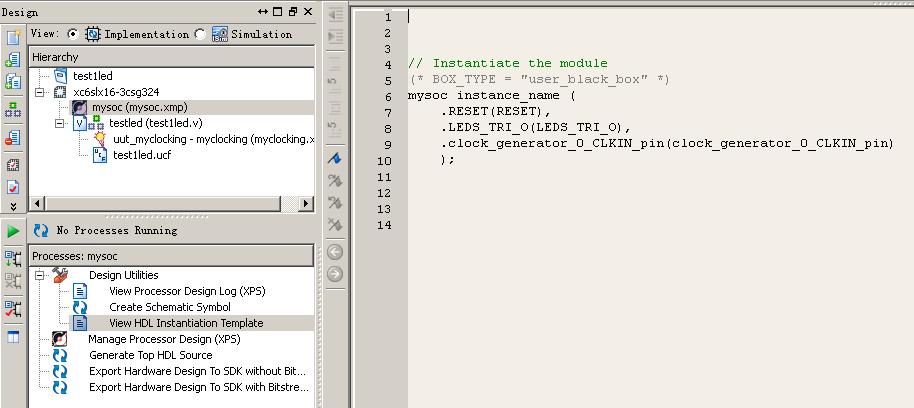 Design
View: Implementation Simulation
Hierarchy
test1led
xc6slx16-3csg324
mysoc (mysoc.xmp)
testled (test1led.v)
uut_myclocking - myclocking (myclocking.x
test1led.ucf
No Processes Running
Processes: mysoc
Design Utilities
View Processor Design Log (XPS)
Create Schematic Symbol
View HDL Instantiation Template
Manage Processor Design (XPS)
Generate Top HDL Source
Export Hardware Design To SDK without Bit...
Export Hardware Design To SDK with Bitstre...
1
2
3
4 // Instantiate the module
5 (* BOX_TYPE = "user_black_box" *)
6 mysoc instance_name (
7 .RESET(RESET),
8 .LEDS_TRI_O(LEDS_TRI_O),
9 .clock_generator_0_CLKIN_pin(clock_generator_0_CLKIN_pin)
10 );
11
12
13
14